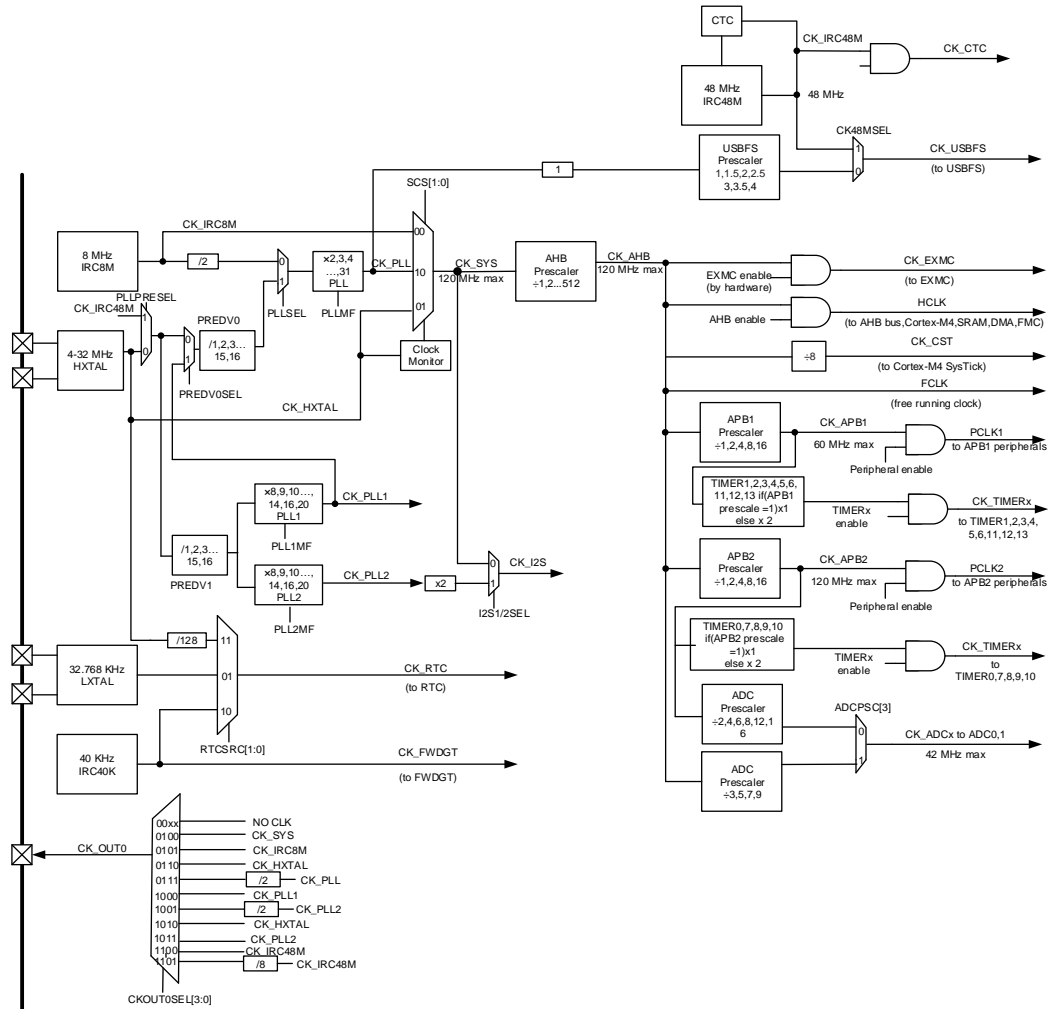 CTC
CK_IRC48M
CK_CTC
48 MHz
IRC48M
48 MHz
CK48MSEL
USBFS
Prescaler
1,1.5,2,2.5
3,3.5,4
1
0
CK_USBFS
(to USBFS)
1
SCS[1:0]
CK_IRC8M
8 MHz
IRC8M
/2
0
1
PLLSEL
×2,3,4
…,31
PLL
PLLMF
CK_PLL
00
10
01
CK_SYS
120 MHz max
AHB
Prescaler
÷1,2...512
CK_AHB
120 MHz max
EXMC enable
(by hardware)
CK_EXMC
(to EXMC)
AHB enable
HCLK
(to AHB bus,Cortex-M4,SRAM,DMA,FMC)
÷8
CK_CST
(to Cortex-M4 SysTick)
FCLK
(free running clock)
PLLPRESEL
CK_IRC48M
1
0
4-32 MHz
HXTAL
PREDV0
0
1
/1,2,3…
15,16
PREDV0SEL
Clock
Monitor
CK_HXTAL
APB1
Prescaler
÷1,2,4,8,16
CK_APB1
60 MHz max
Peripheral enable
PCLK1
to APB1 peripherals
TIMER1,2,3,4,5,6,
11,12,13 if(APB1
prescale =1)x1
else x 2
TIMERx
enable
CK_TIMERx
to TIMER1,2,3,4,
5,6,11,12,13
×8,9,10…,
14,16,20
PLL1
PLL1MF
CK_PLL1
/1,2,3…
15,16
PREDV1
×8,9,10…,
14,16,20
PLL2
PLL2MF
CK_PLL2
x2
0
1
I2S1/2SEL
CK_I2S
APB2
Prescaler
÷1,2,4,8,16
CK_APB2
120 MHz max
Peripheral enable
PCLK2
to APB2 peripherals
TIMER0,7,8,9,10
if(APB2 prescale
=1)x1
else x 2
TIMERx
enable
CK_TIMERx
to
TIMER0,7,8,9,10
/128
11
01
10
32.768 KHz
LXTAL
CK_RTC
(to RTC)
RTCSRC[1:0]
40 KHz
IRC40K
CK_FWDGT
(to FWDGT)
ADC
Prescaler
÷2,4,6,8,12,1
6
ADCPSC[3]
0
1
CK_ADCx to ADC0,1
42 MHz max
ADC
Prescaler
÷3,5,7,9
CK_OUT0
00xx
NO CLK
0100
CK_SYS
0101
CK_IRC8M
0110
CK_HXTAL
0111
/2
CK_PLL
1000
CK_PLL1
1001
/2
CK_PLL2
1010
CK_HXTAL
1011
CK_PLL2
1100
CK_IRC48M
1101
/8
CK_IRC48M
CKOUT0SEL[3:0]